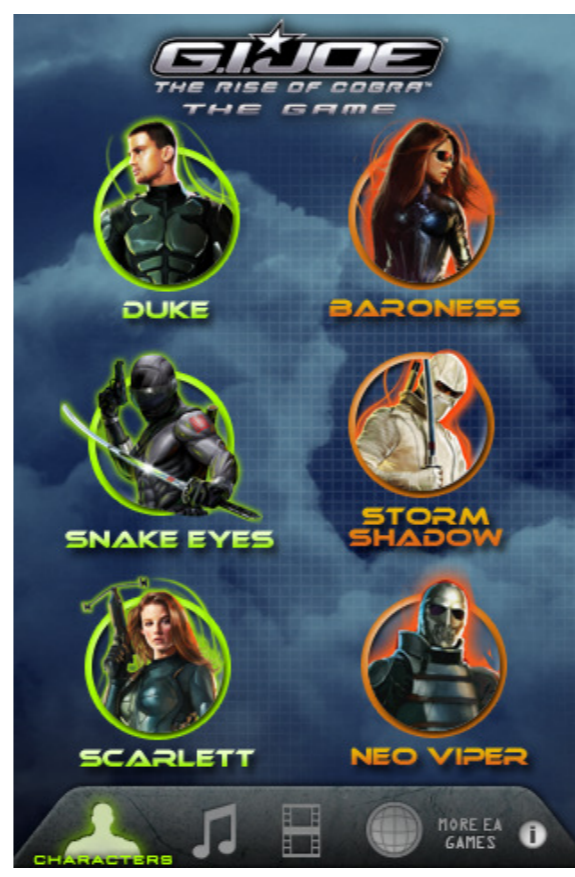 G.I.JOE
THE RISE OF COBRA™
THE GAME
DUKE
BARONESS
SNAKE EYES
STORM
SHADOW
SCARLETT
NEO VIPER
CHARACTERS
MORE EA
GAMES
i